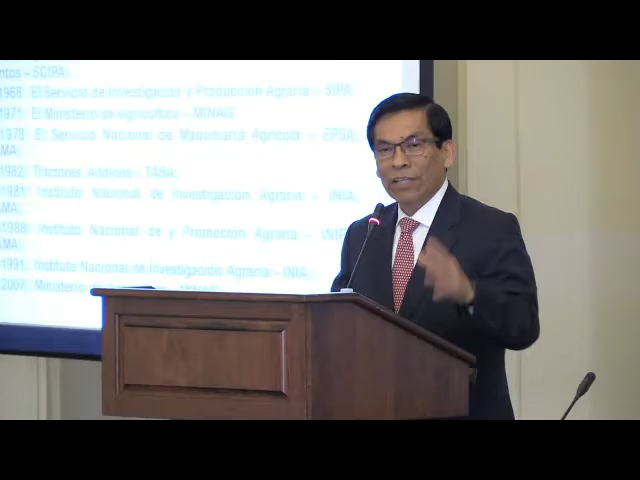 ntos – SCIPA;
1968: El Servicio de Investigación y Producción Agraria – SIPA;
1971: El Ministerio de Agricultura – MINAG
1978: El Servicio Nacional de Maquinaria Agrícola – EPSA;
AMA;
1982: Tractores Andinos – TASA;
1981: Instituto Nacional de Investigación Agraria – INIA;
AMA
1988: Instituto Nacional de y Promoción Agraria – INIP
AMA
1991: Instituto Nacional de Investigación Agraria – INIA;
2007: Ministerio